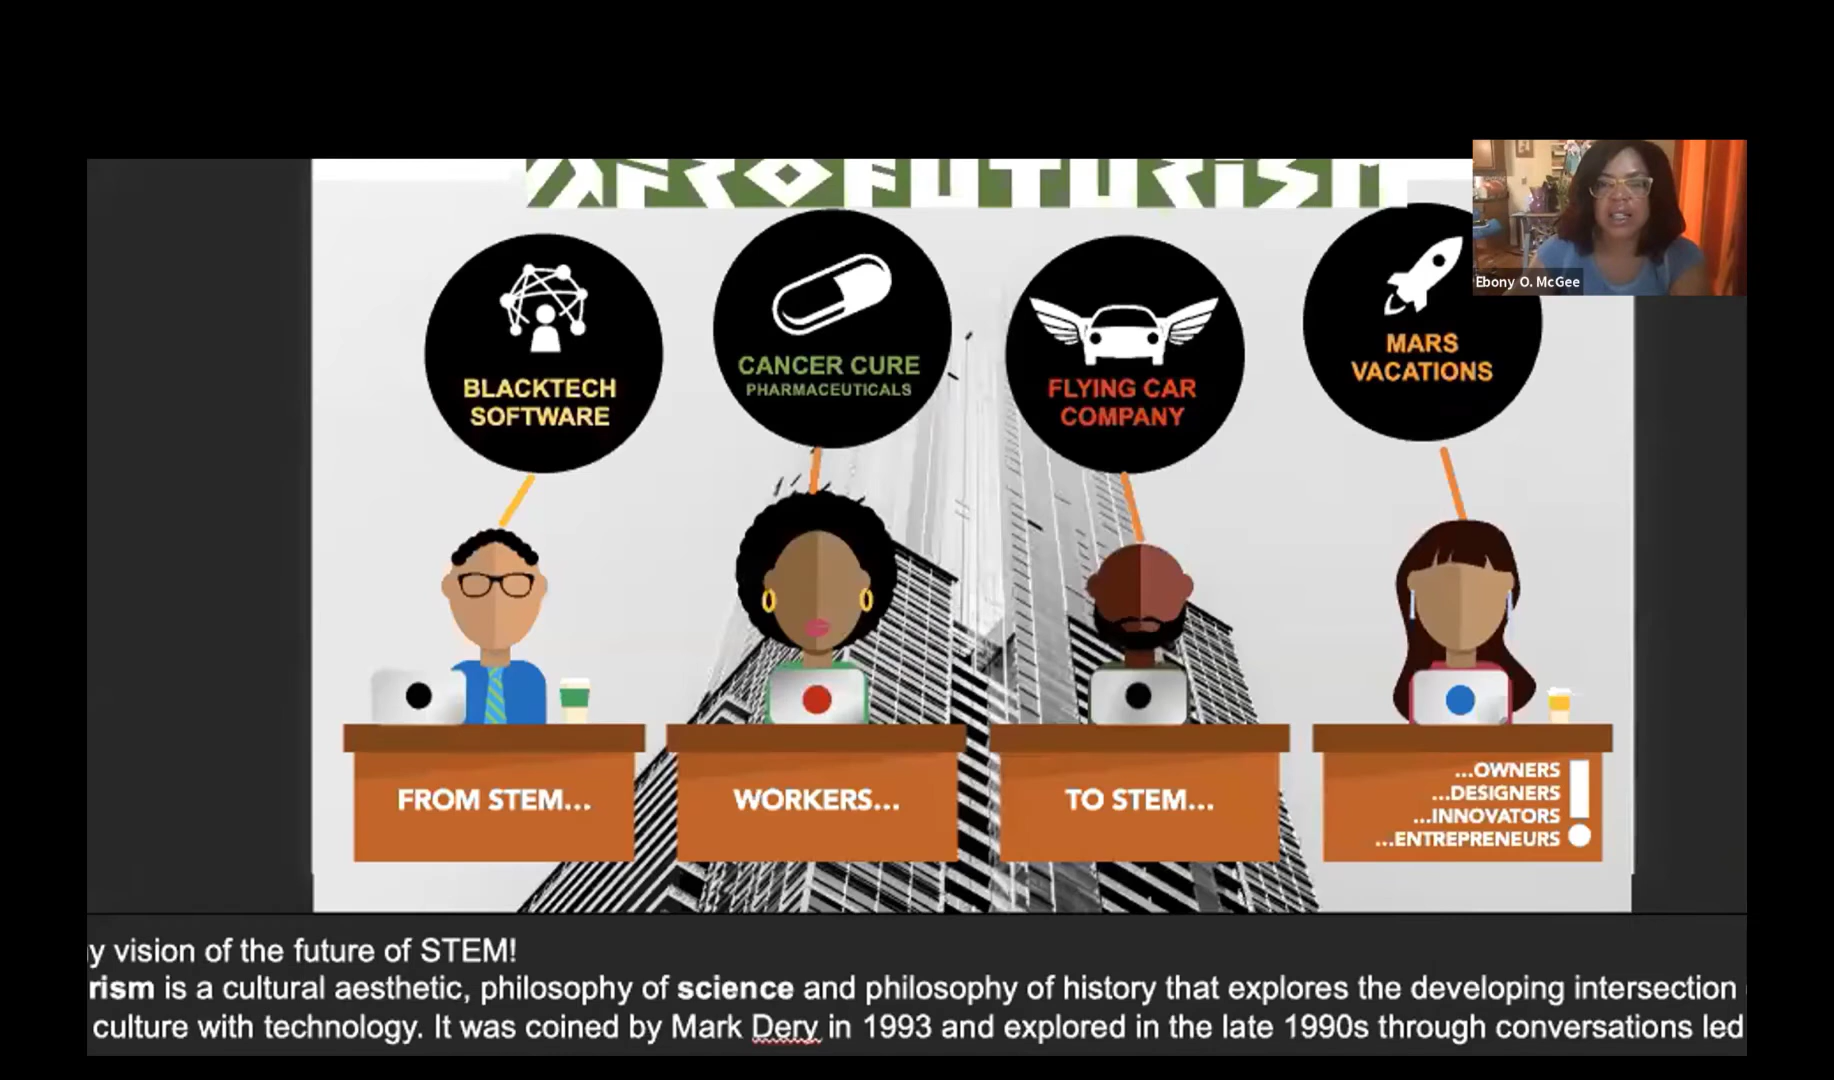 AFROFUTURISM
Ebony O. McGee
BLACKTECH
SOFTWARE
CANCER CURE
PHARMACEUTICALS
FLYING CAR
COMPANY
MARS
VACATIONS
FROM STEM...
WORKERS...
TO STEM...
...OWNERS
...DESIGNERS
...INNOVATORS
...ENTREPRENEURS
!
y vision of the future of STEM!
rism is a cultural aesthetic, philosophy of science and philosophy of history that explores the developing intersection
culture with technology. It was coined by Mark Dery in 1993 and explored in the late 1990s through conversations led